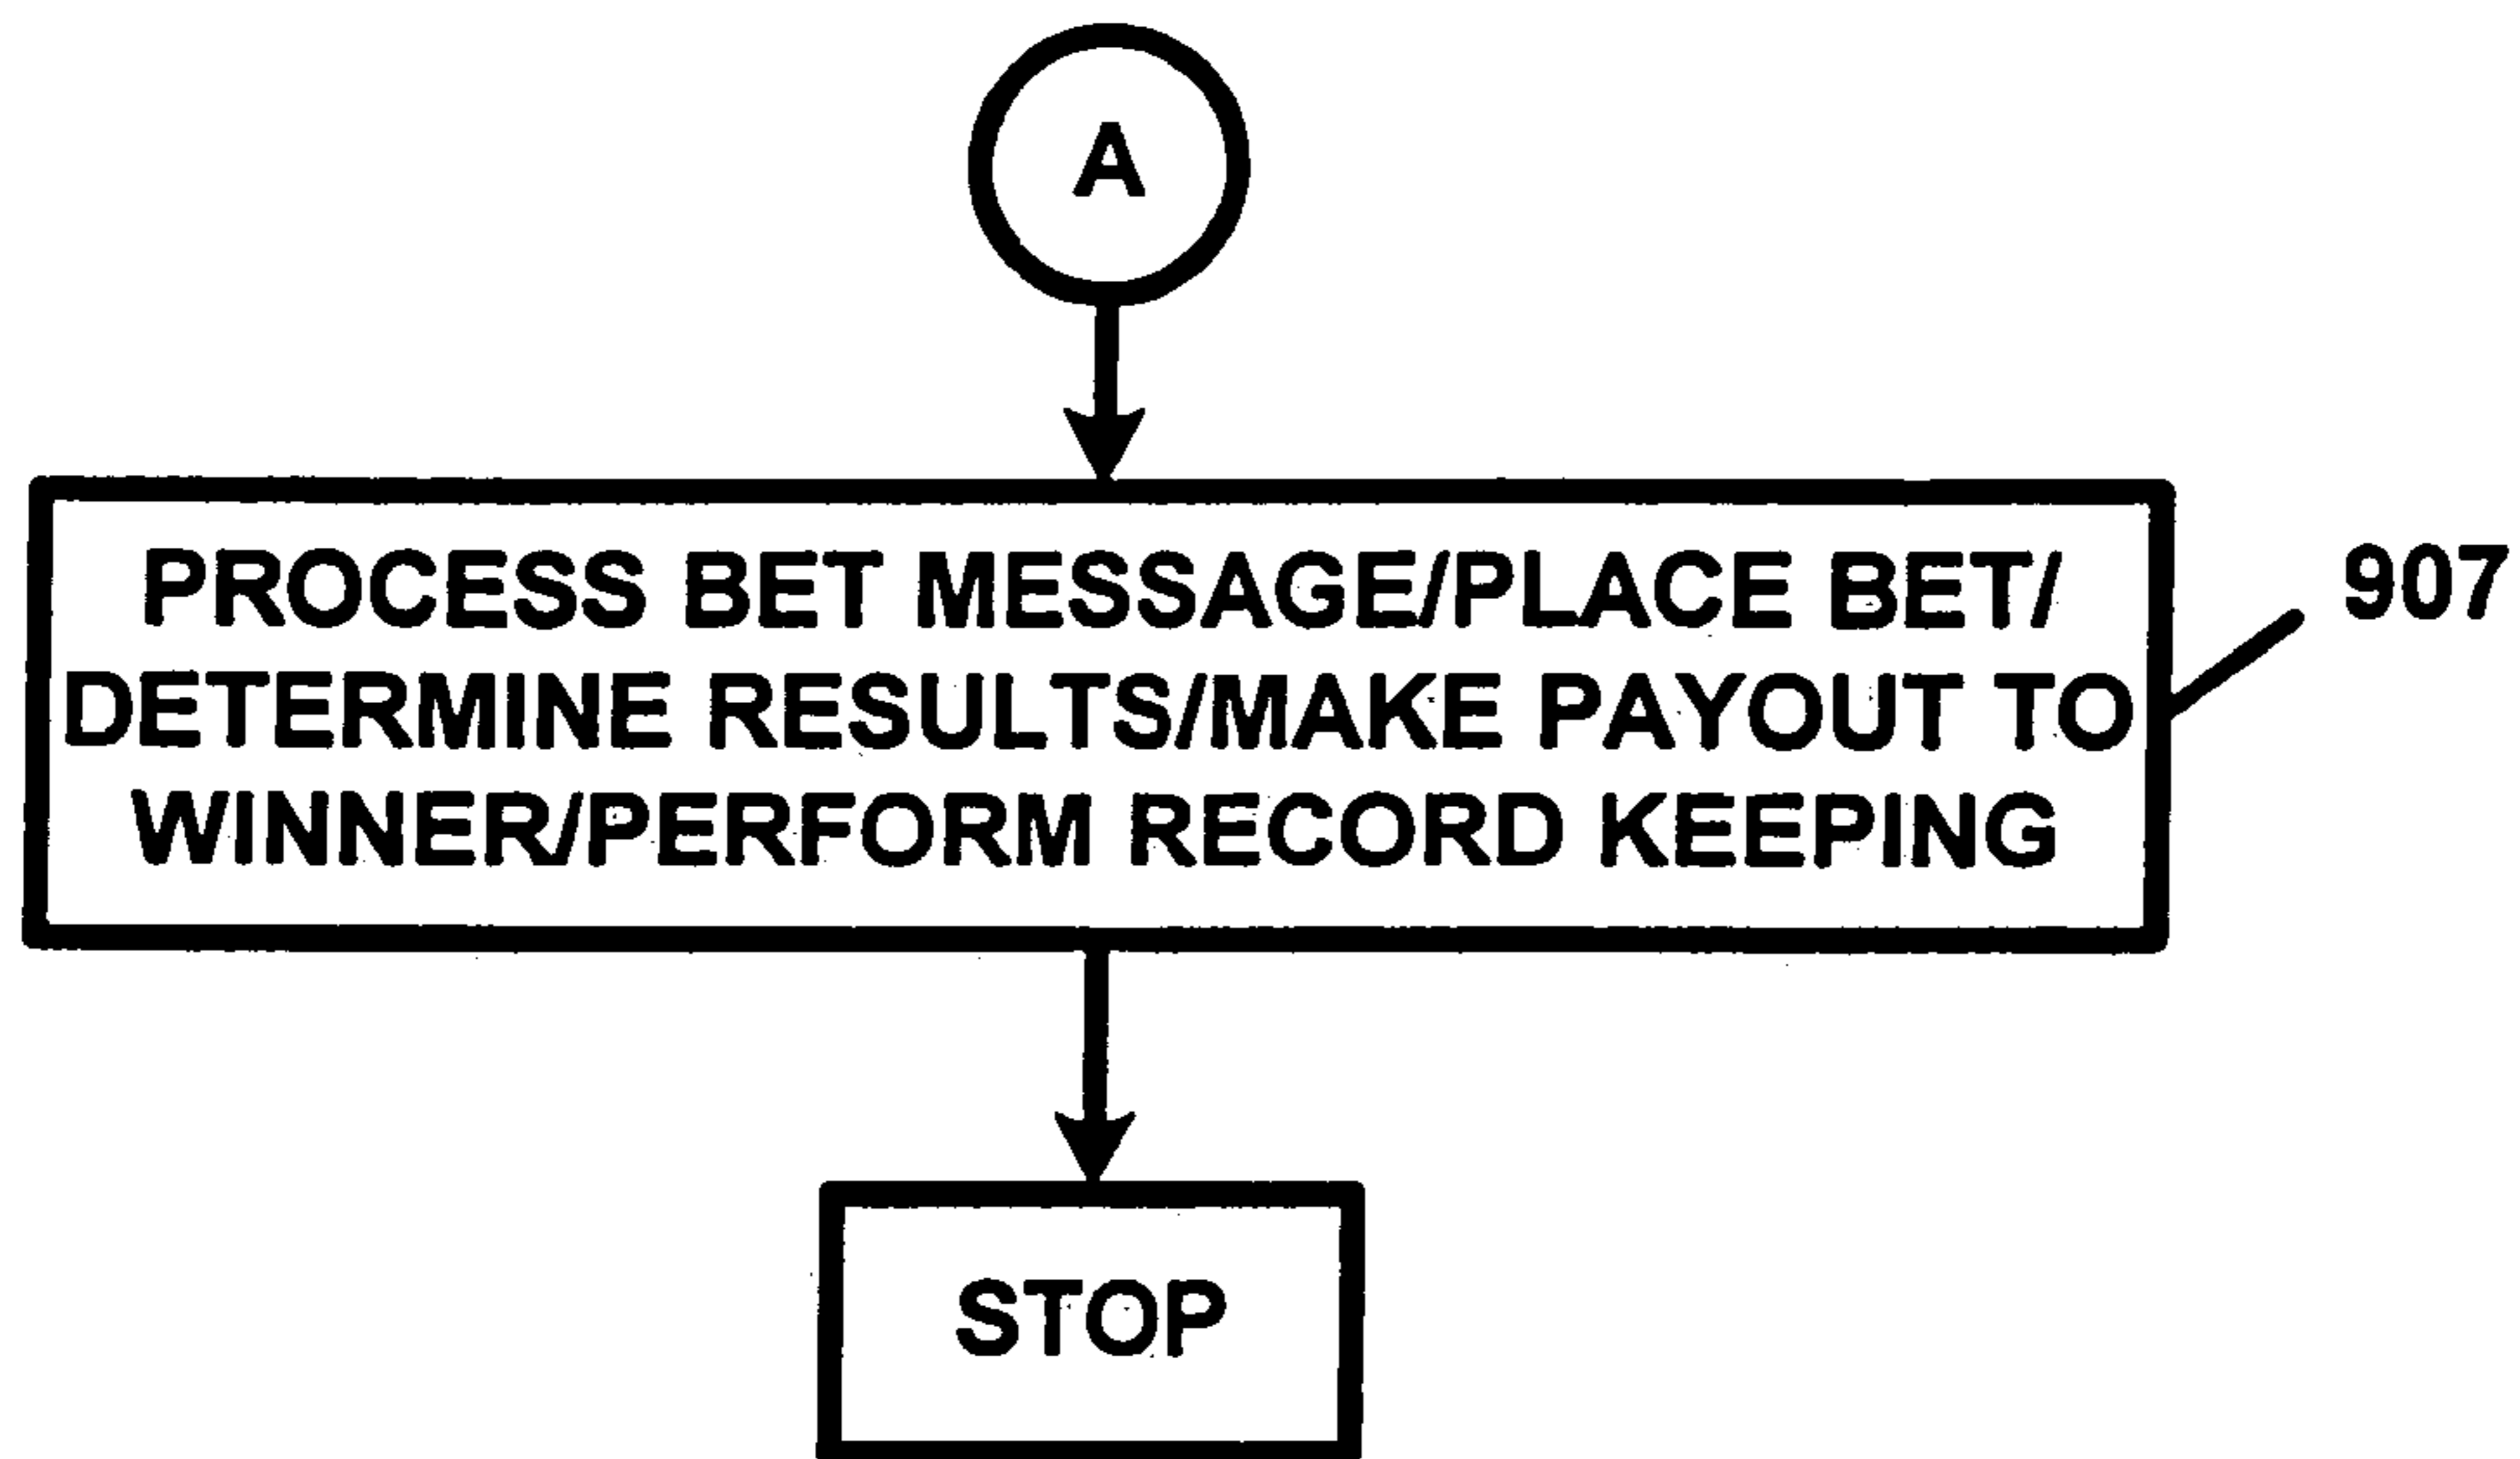 A
PROCESS BET MESSAGE/PLACE BET/
907
DETERMINE RESULTS/MAKE PAYOUT TO
WINNER/PERFORM RECORD KEEPING
STOP